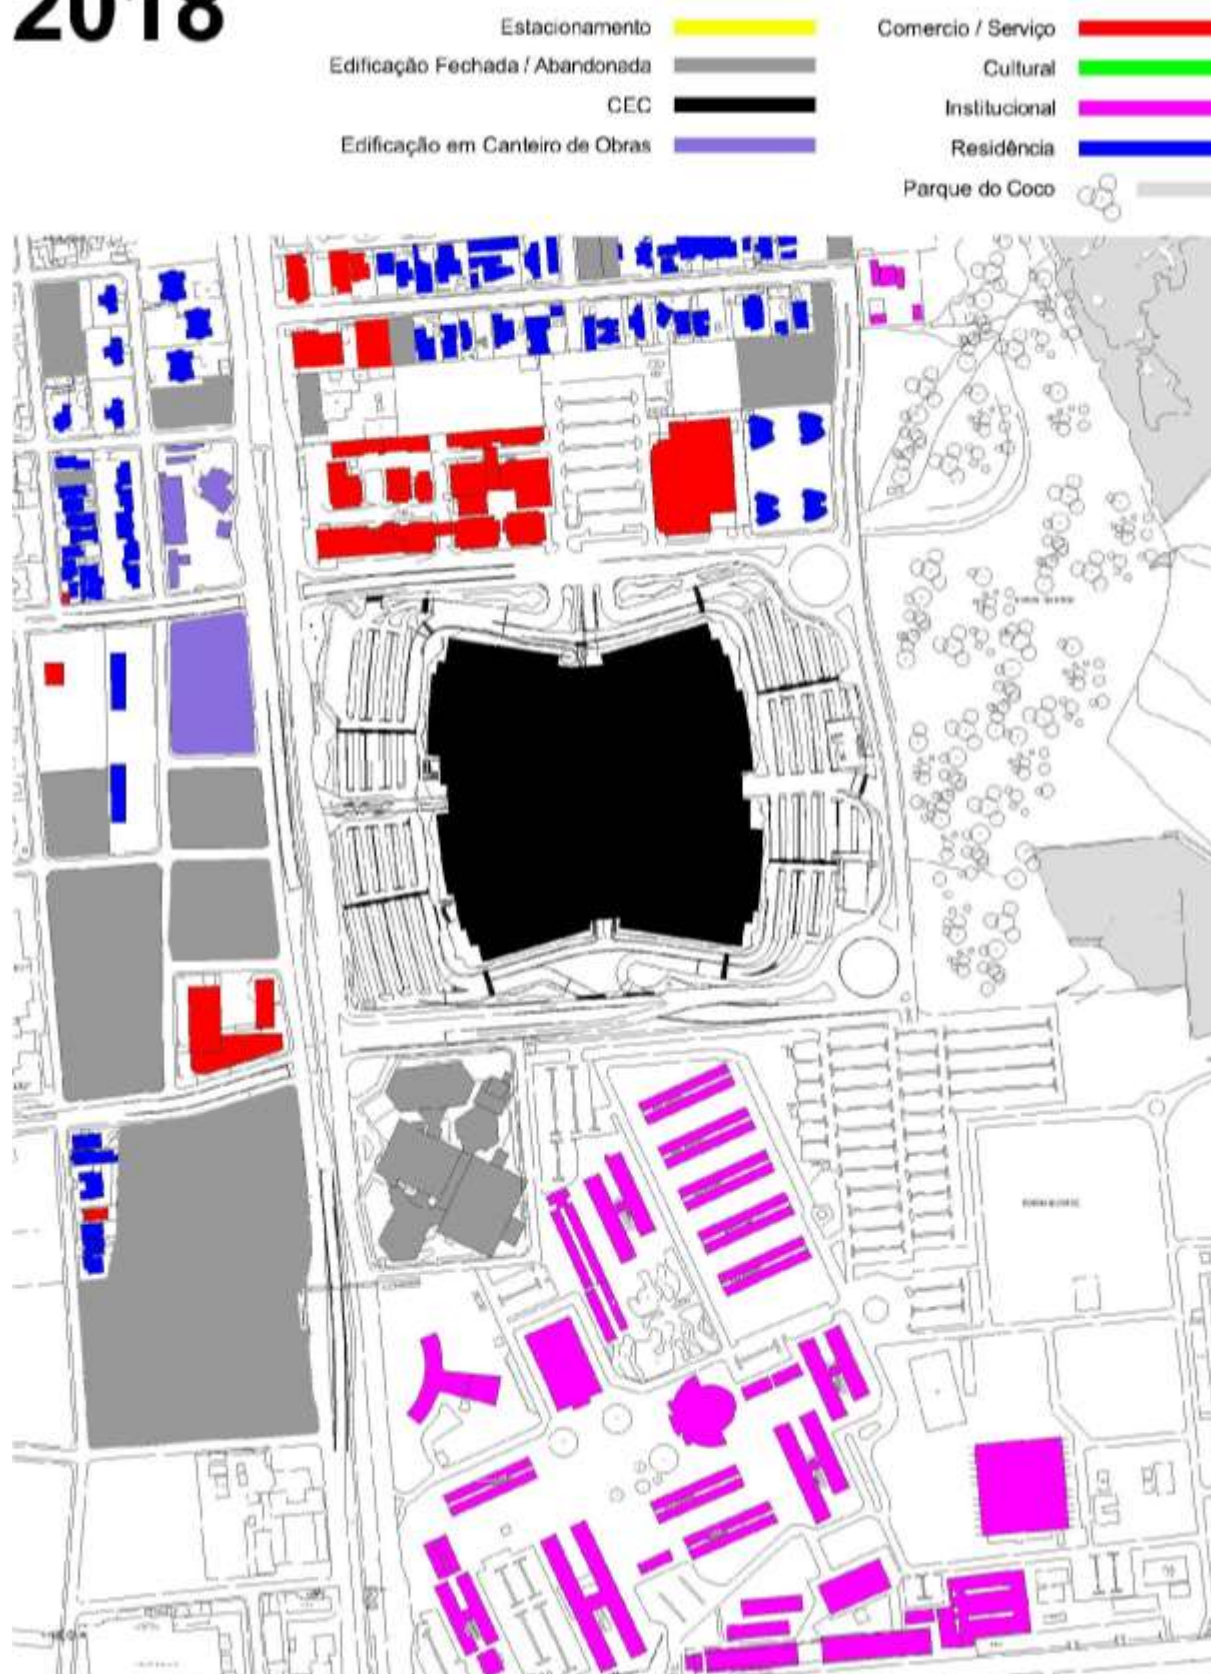 2018
Estacionamento
Edificação Fechada / Abandonada
CEC
Edificação em Canteiro de Obras
Comercio / Serviço
Cultural
Institucional
Residência
Parque do Coco